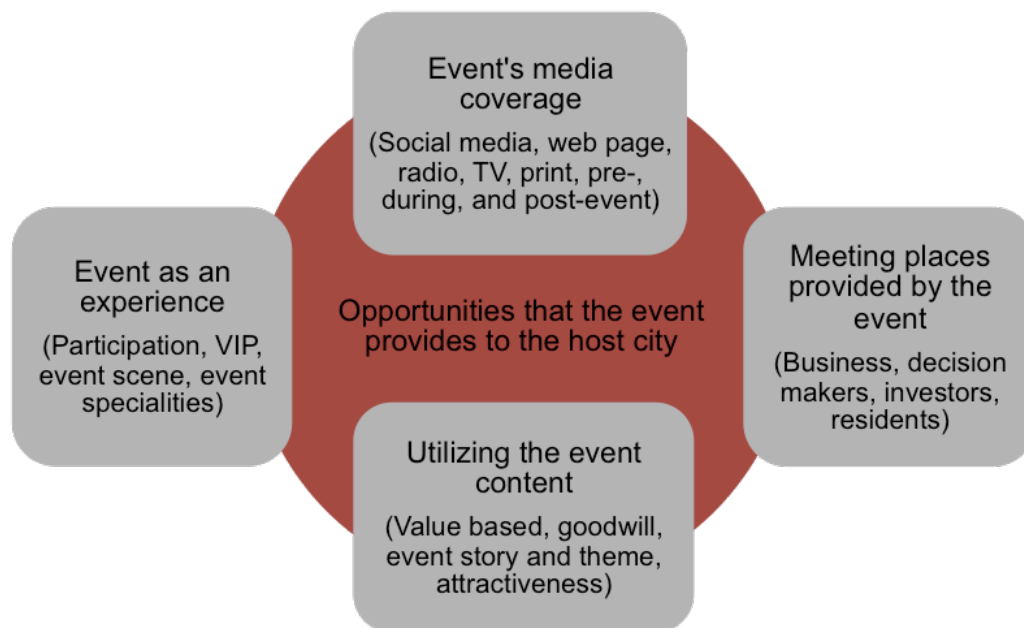 Event's media
coverage
(Social media, web page,
radio, TV, print, pre-,
during, and post-event)
Event as an
experience
(Participation, VIP,
event scene, event
specialities)
Opportunities that the event
provides to the host city
Meeting places
provided by the
event
(Business, decision
makers, investors,
residents)
Utilizing the event
content
(Value based, goodwill,
event story and theme,
attractiveness)